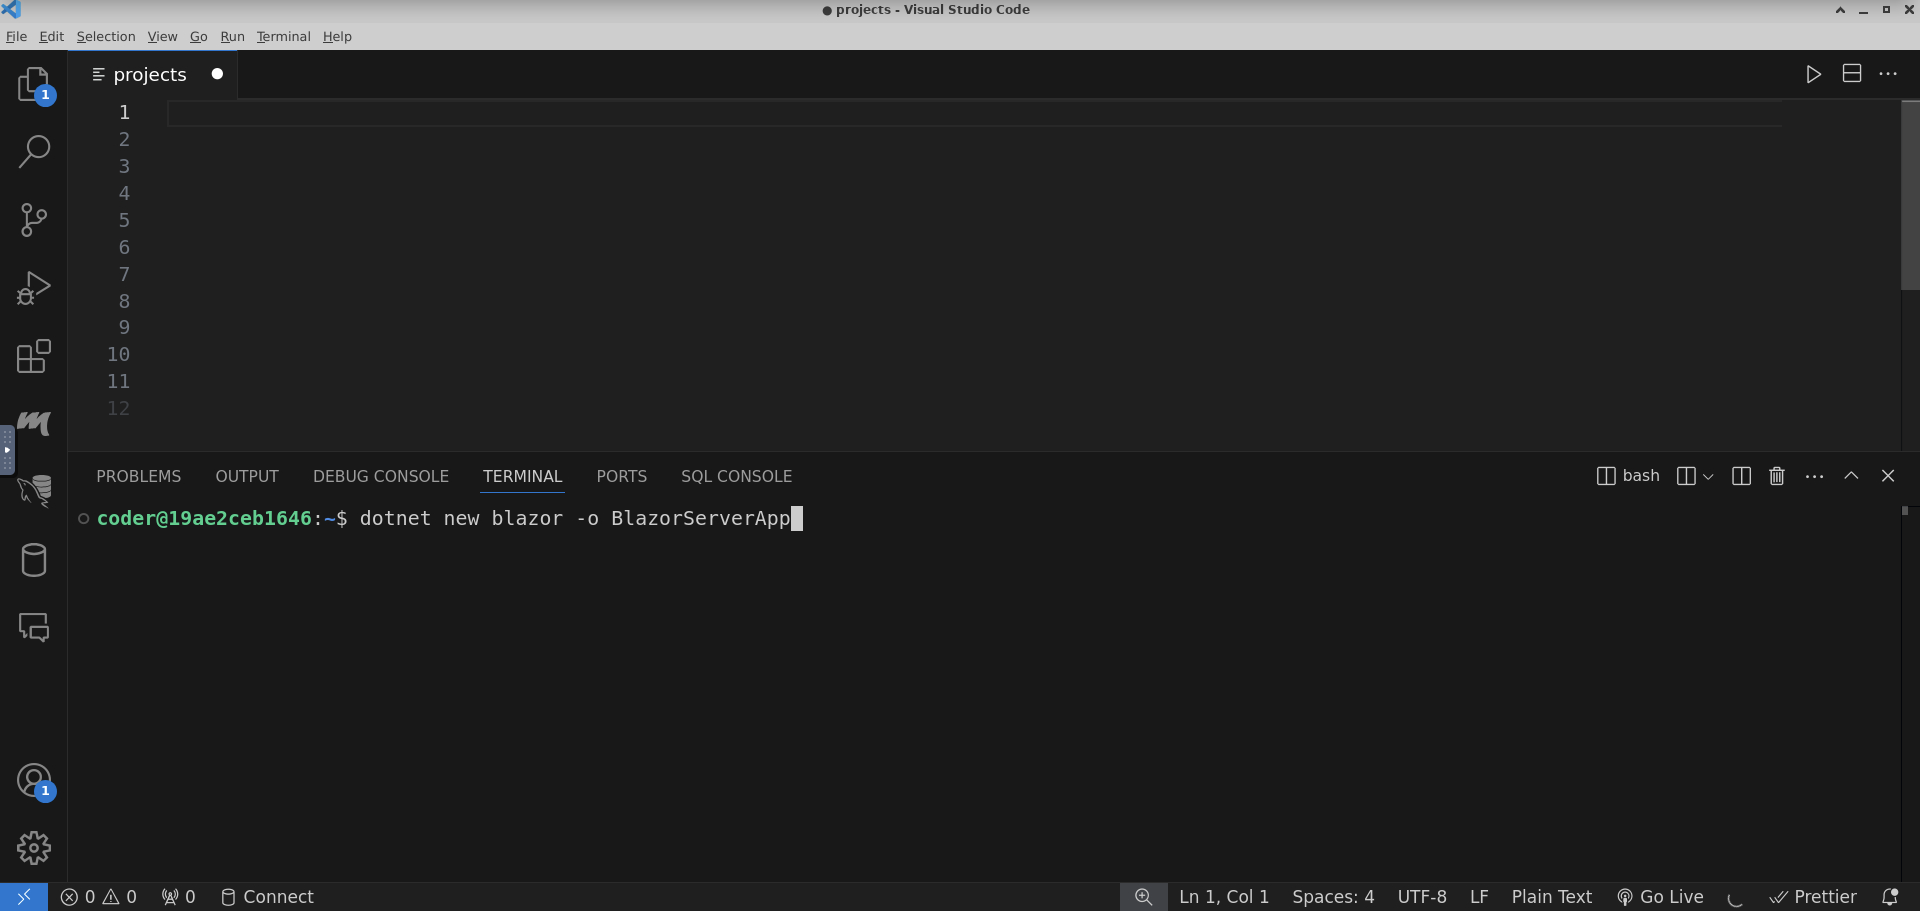 ● projects - Visual Studio Code
File Edit Selection View Go Run Terminal Help
1
projects
1
2
3
4
5
6
7
8
9
10
11
12
PROBLEMS OUTPUT DEBUG CONSOLE TERMINAL PORTS SQL CONSOLE bash
coder@19ae2ceb1646:~$ dotnet new blazor -o BlazorServerApp
1
0 0 0 Connect Ln 1, Col 1 Spaces: 4 UTF-8 LF Plain Text Go Live Prettier